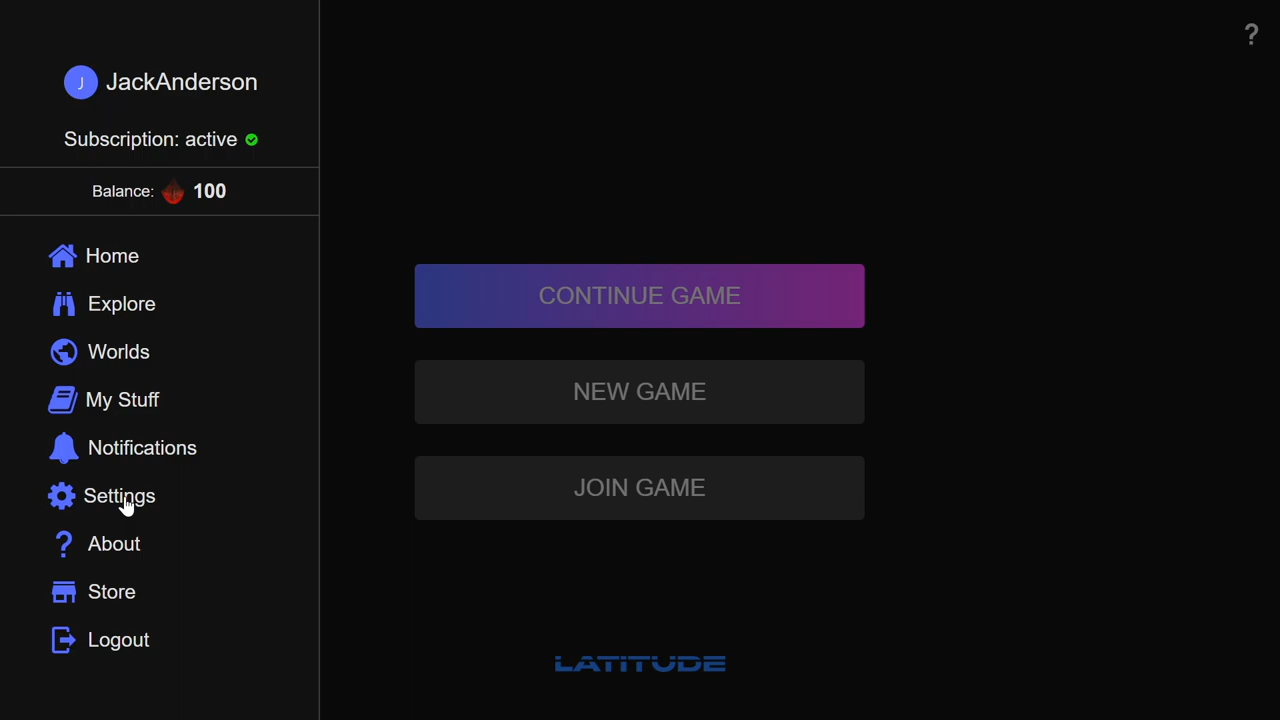 ?
J JackAnderson
Subscription: active
Balance: 100
Home
Explore
Worlds
My Stuff
Notifications
Settings
? About
Store
Logout
CONTINUE GAME
NEW GAME
JOIN GAME
LATITUDE